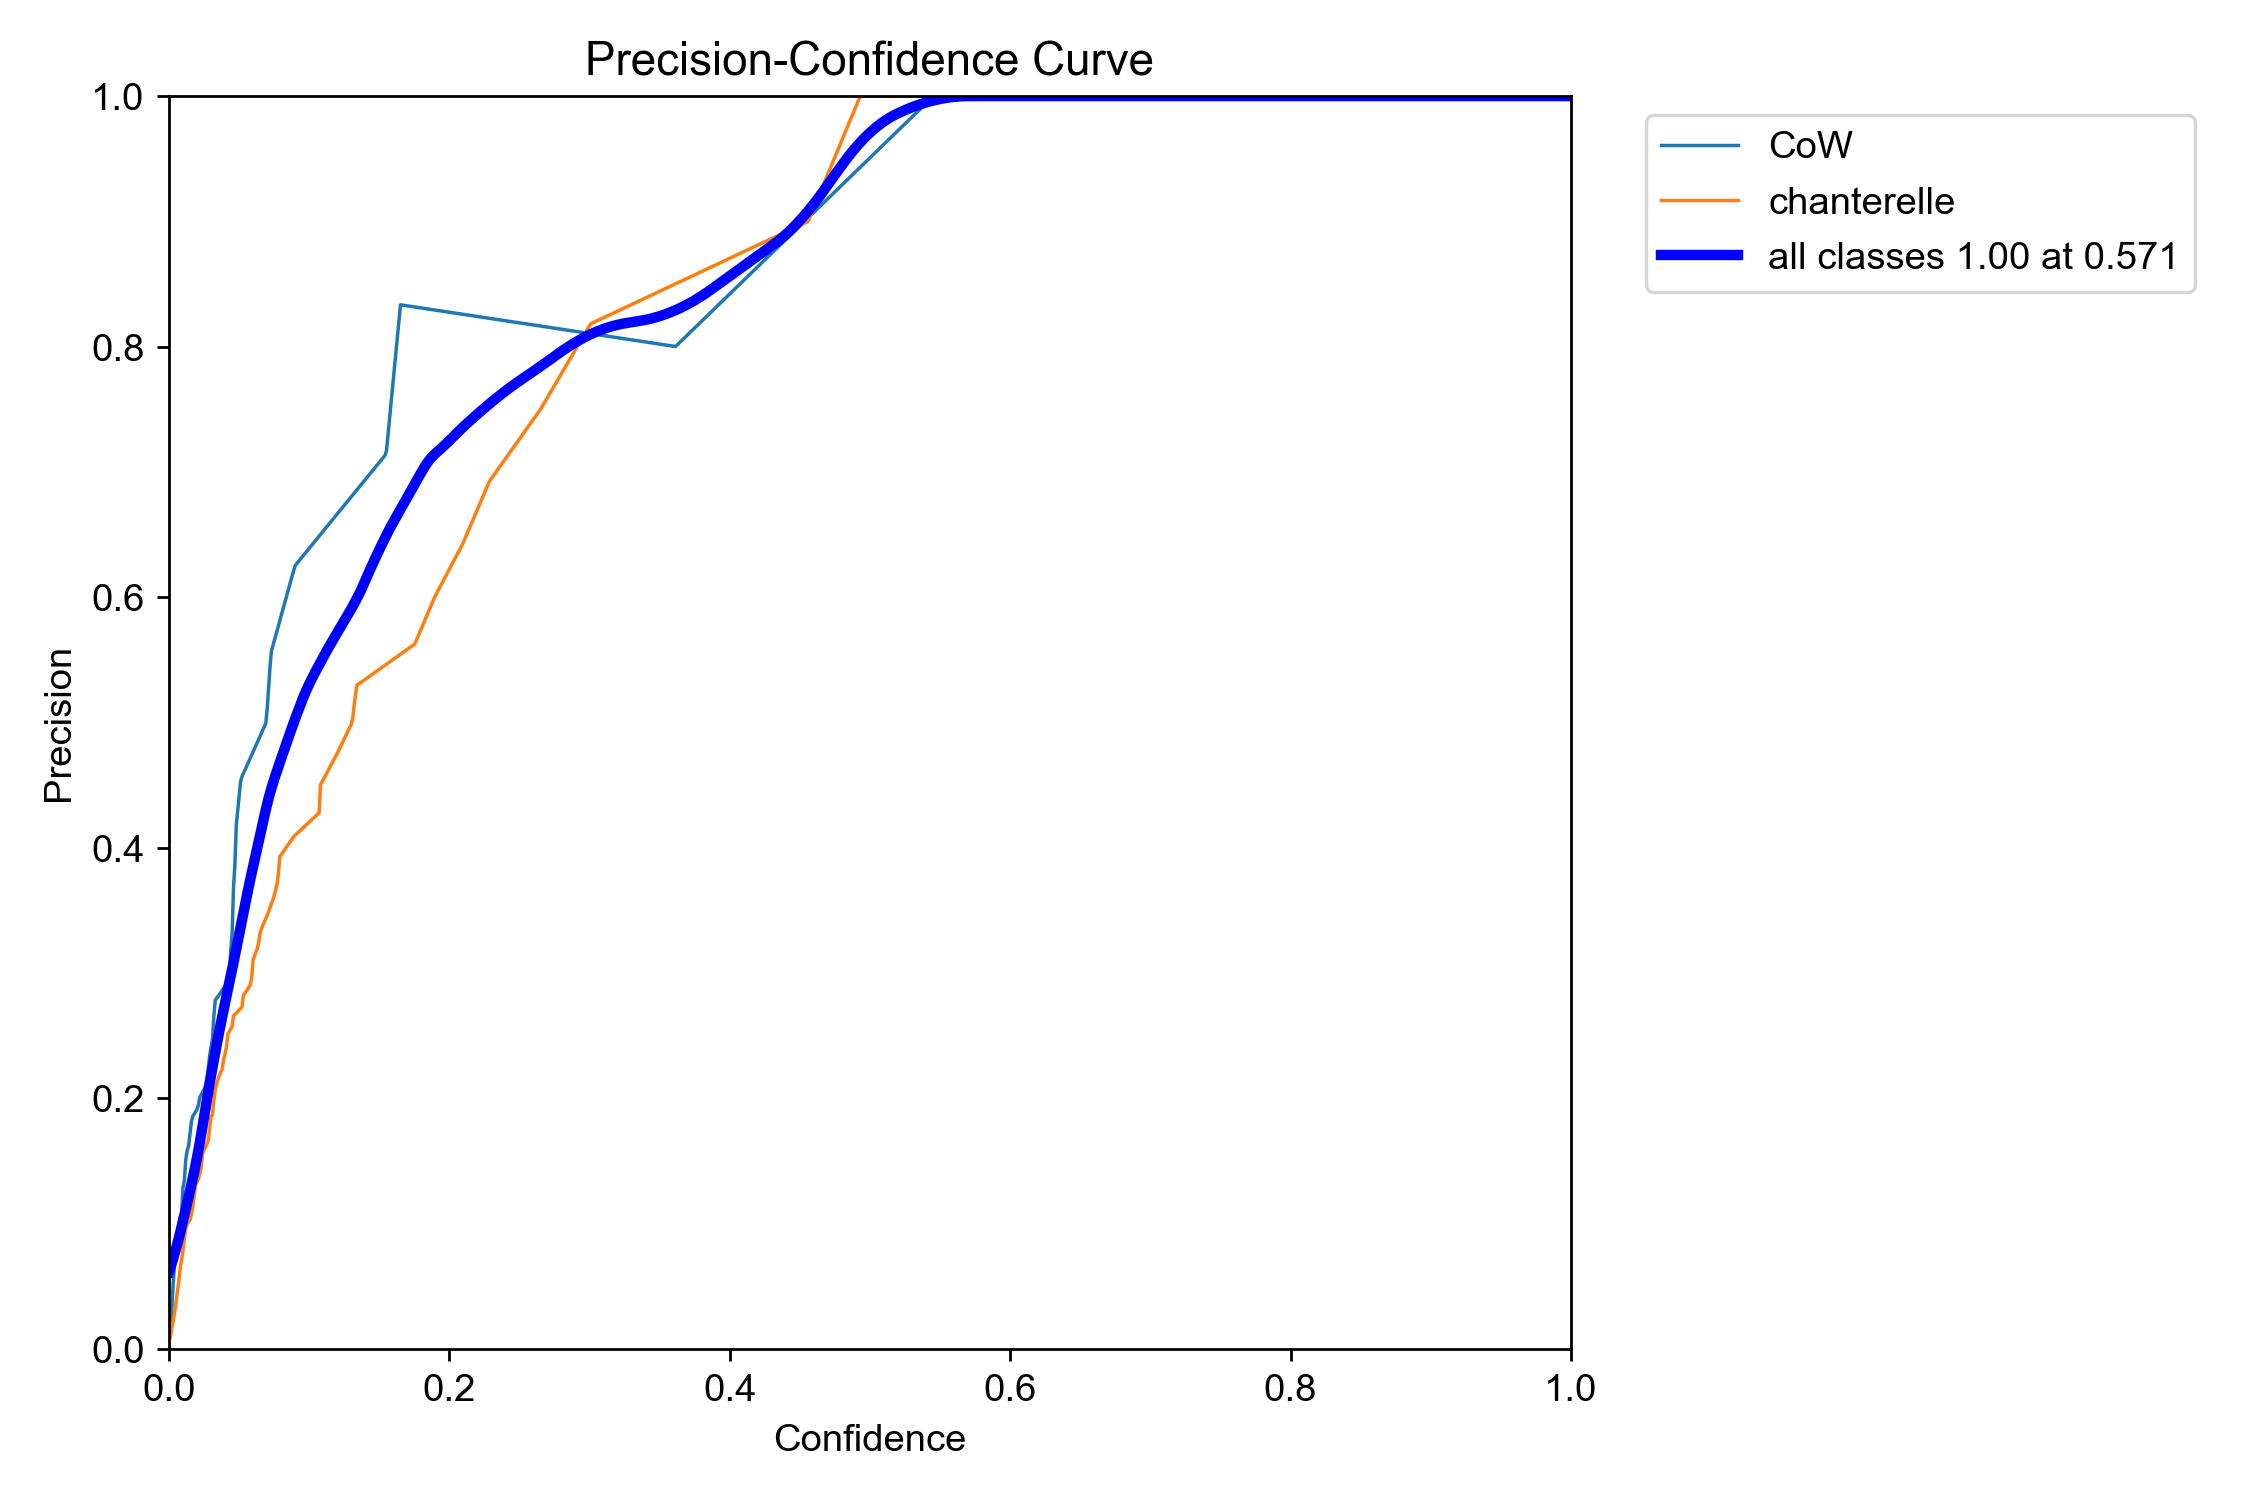 Precision-Confidence Curve
1.0
0.8
0.6
0.4
0.2
0.0
Precision
0.0 0.2 0.4 0.6 0.8 1.0
Confidence
CoW
chanterelle
all classes 1.00 at 0.571